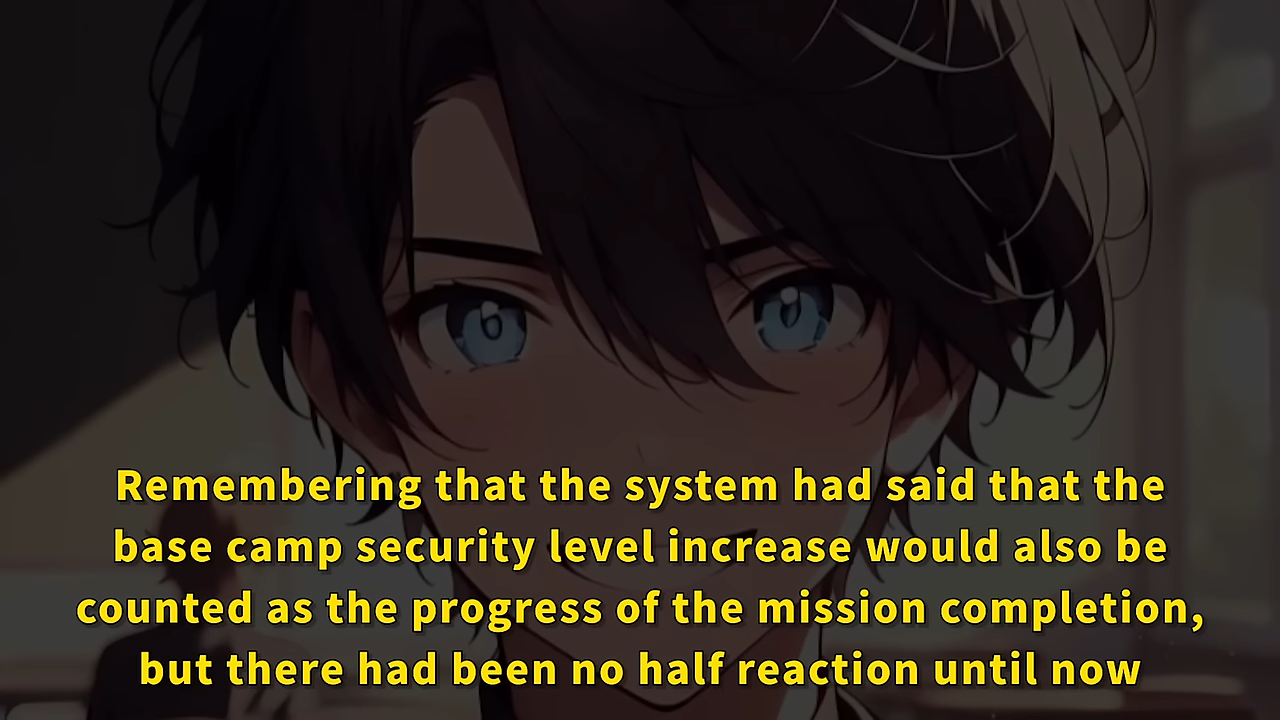 Remembering that the system had said that the
base camp security level increase would also be
counted as the progress of the mission completion,
but there had been no half reaction until now